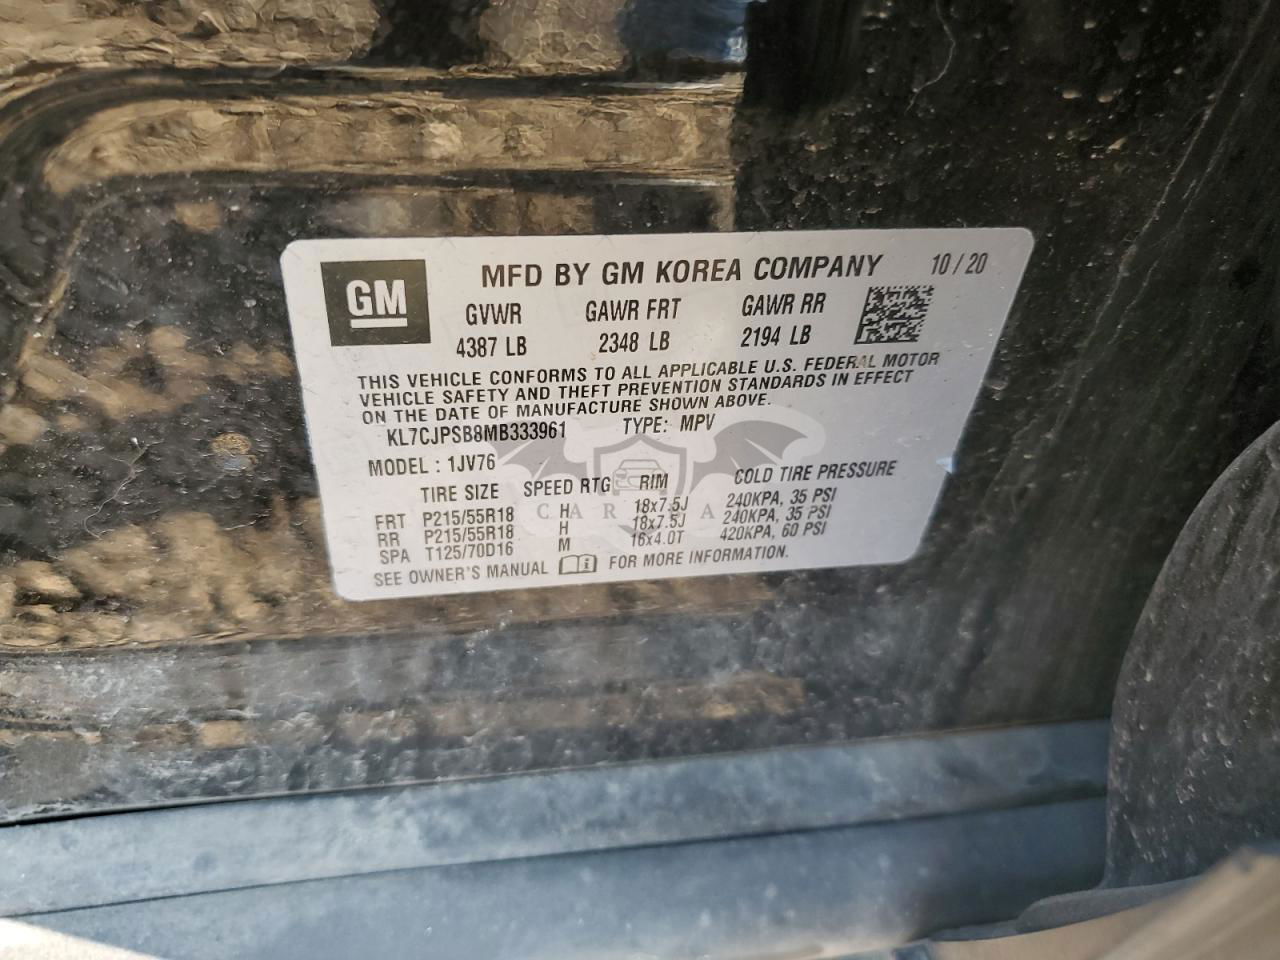 GM
MFD BY GM KOREA COMPANY 10/20
GVWR GAWR FRT GAWR RR
4387 LB 2348 LB 2194 LB
THIS VEHICLE CONFORMS TO ALL APPLICABLE U.S. FEDERAL MOTOR
VEHICLE SAFETY AND THEFT PREVENTION STANDARDS IN EFFECT
ON THE DATE OF MANUFACTURE SHOWN ABOVE.
KL7CJPSB8MB333961 TYPE: MPV
MODEL: 1JV76
TIRE SIZE SPEED RTG RIM COLD TIRE PRESSURE
FRT P215/55R18 H 18x7.5J 240KPA, 35 PSI
RR P215/55R18 H 18x7.5J 240KPA, 35 PSI
SPA T125/70D16 M 16x4.0T 420KPA, 60 PSI
SEE OWNER'S MANUAL FOR MORE INFORMATION.